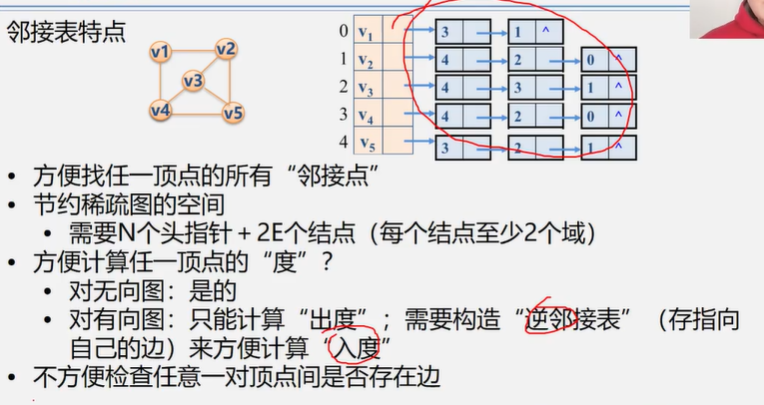 邻接表特点
v1 v2
v3
v4 v5
0 v1 3 1 ^
1 v2 4 2 0 ^
2 v3 4 3 1 ^
3 v4 4 2 0 ^
4 v5 3 2 1 ^
• 方便找任一顶点的所有“邻接点”
• 节约稀疏图的空间
• 需要N个头指针+2E个结点（每个结点至少2个域）
• 方便计算任一顶点的“度”？
• 对无向图：是的
• 对有向图：只能计算“出度”；需要构造“逆邻接表”（存指向
自己的边）来方便计算“入度”
• 不方便检查任意一对顶点间是否存在边